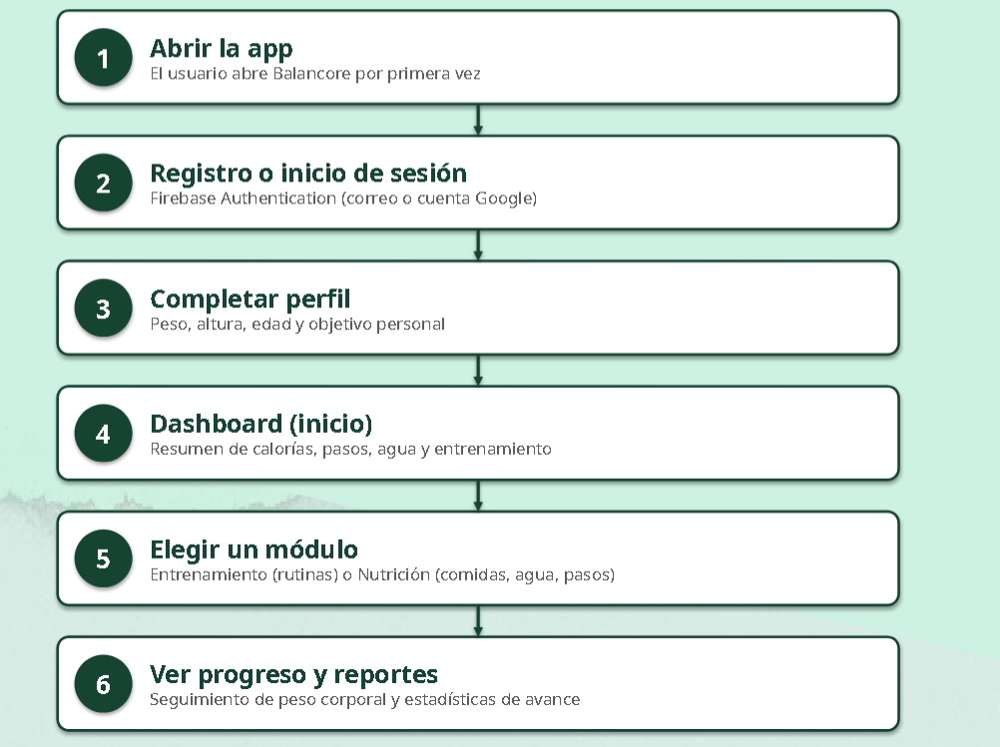 1
Abrir la app
El usuario abre Balancore por primera vez
2
Registro o inicio de sesión
Firebase Authentication (correo o cuenta Google)
3
Completar perfil
Peso, altura, edad y objetivo personal
4
Dashboard (inicio)
Resumen de calorías, pasos, agua y entrenamiento
5
Elegir un módulo
Entrenamiento (rutinas) o Nutrición (comidas, agua, pasos)
6
Ver progreso y reportes
Seguimiento de peso corporal y estadísticas de avance